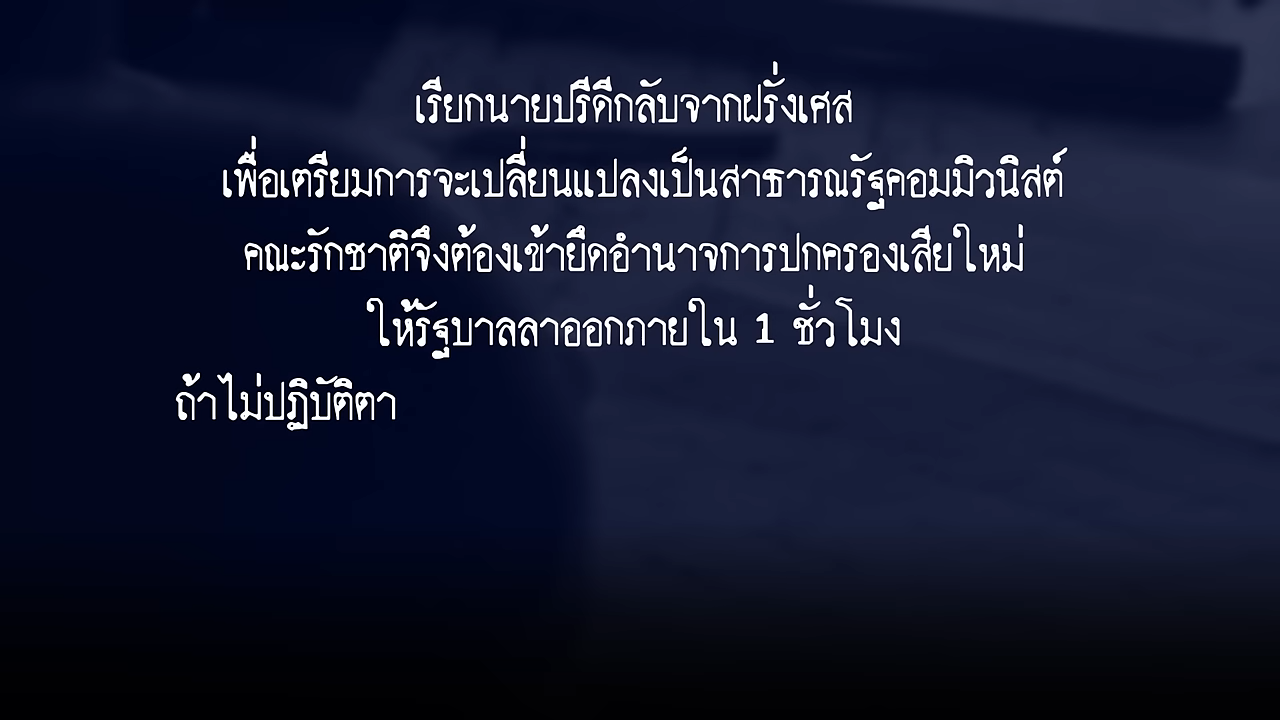 เรียกนายปรีดีกลับจากฝรั่งเศส
เพื่อเตรียมการจะเปลี่ยนแปลงเป็นสาธารณรัฐคอมมิวนิสต์
คณะรักชาติจึงต้องเข้ายึดอำนาจการปกครองเสียใหม่
ให้รัฐบาลลาออกภายใน 1 ชั่วโมง
ถ้าไม่ปฏิบัติตา